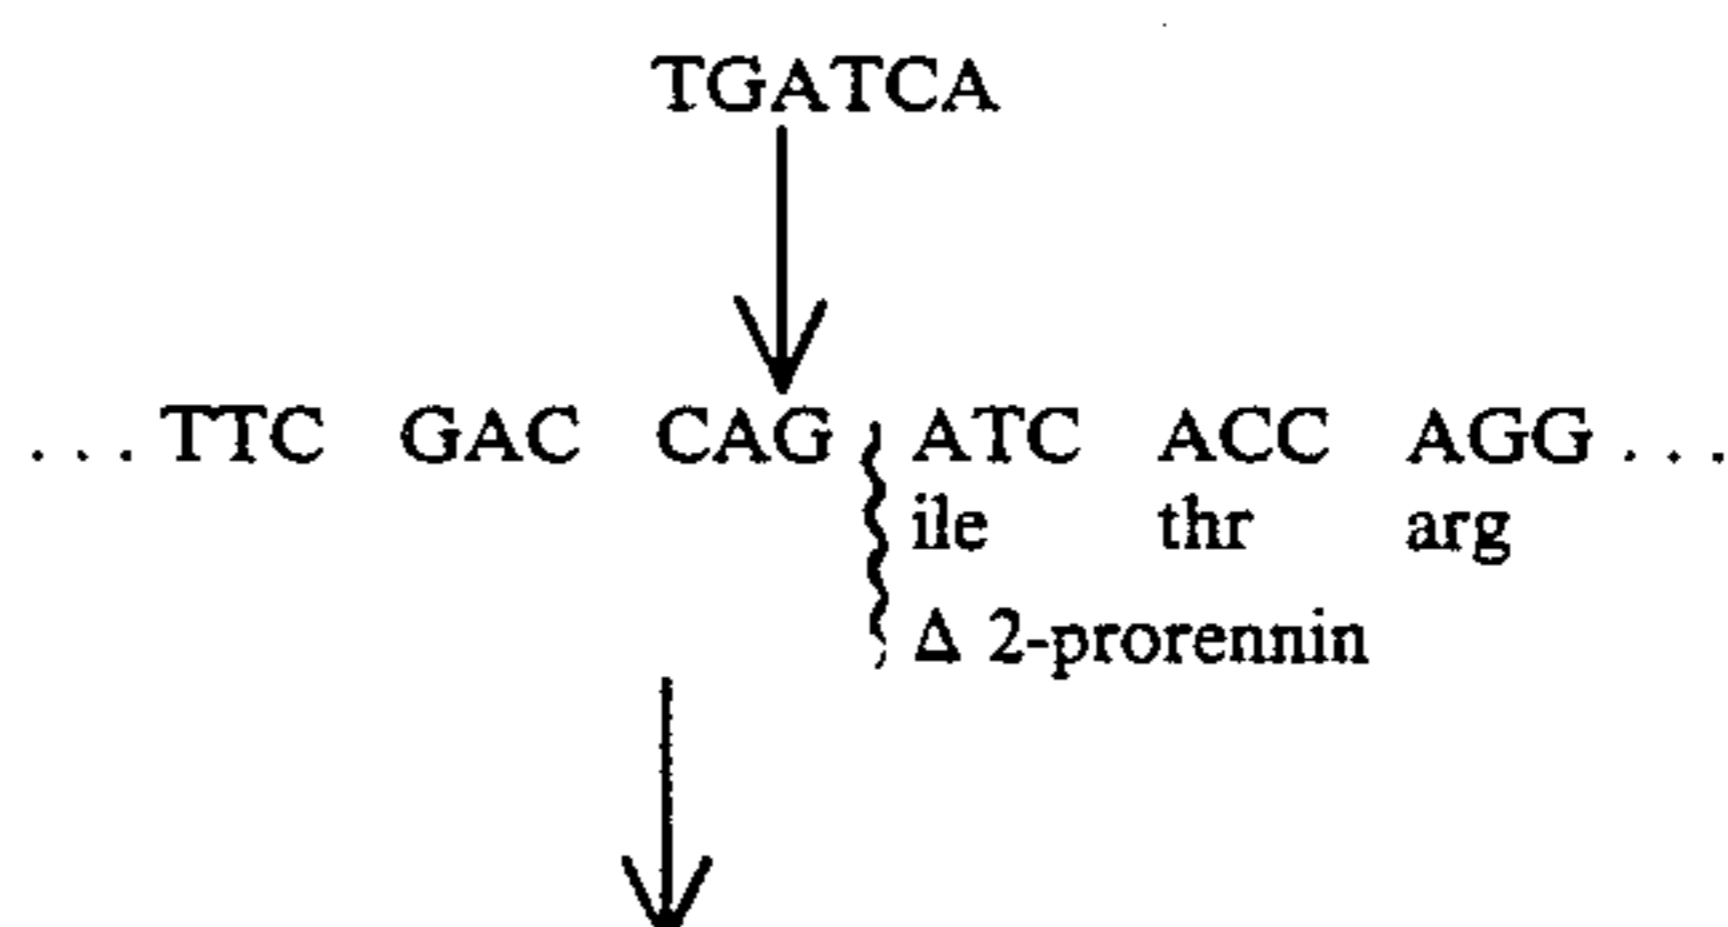 TGATCA
...TTC GAC CAG ATC ACC AGG...
ile thr arg
Δ 2-prorennin